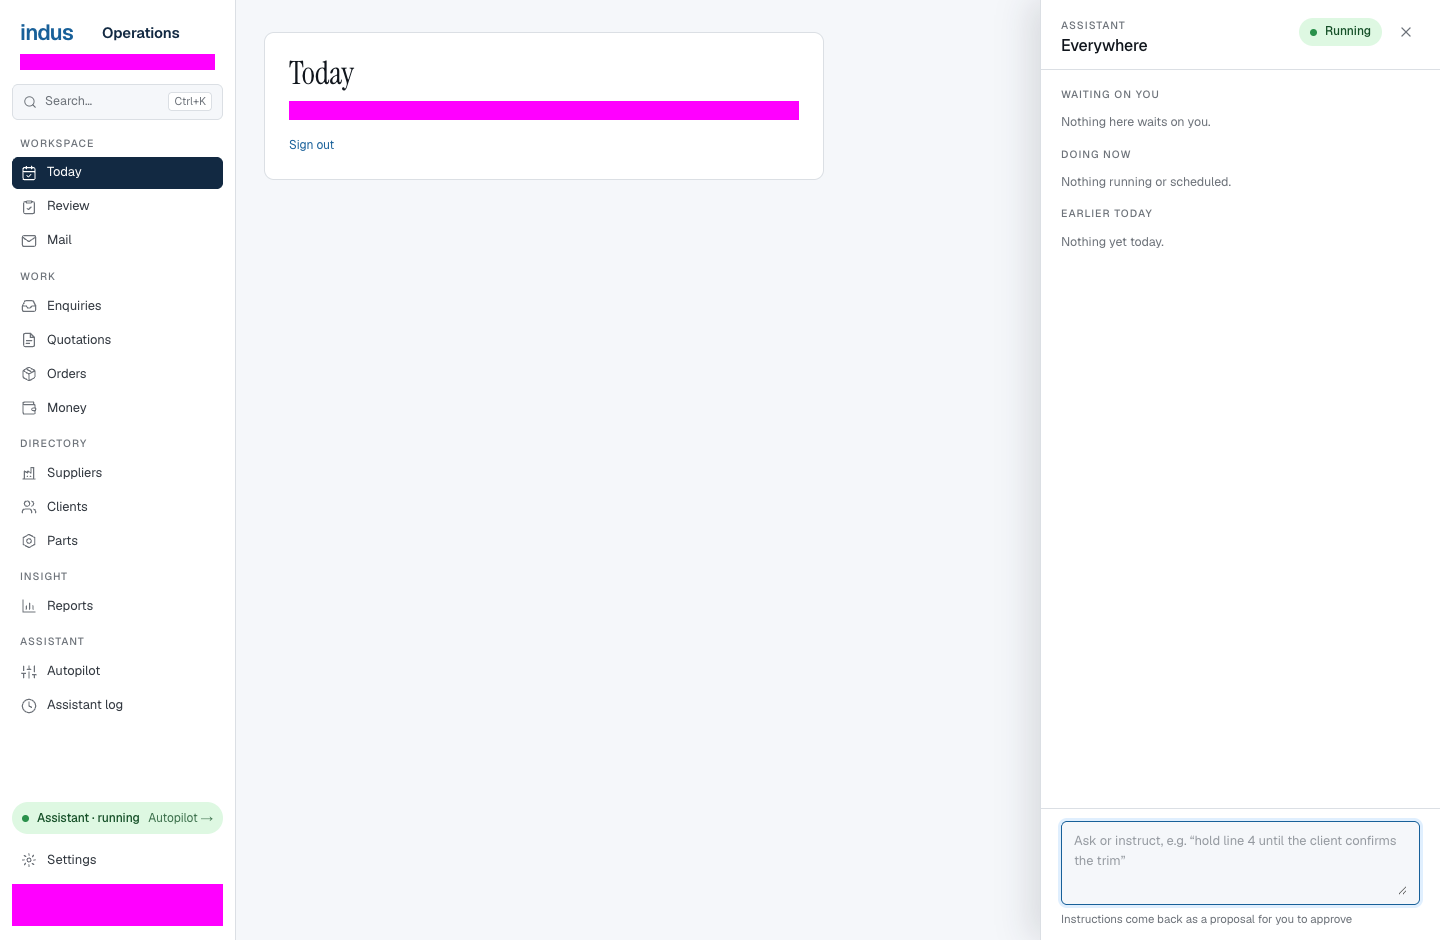 indus
Operations
Search...
Ctrl+K
WORKSPACE
Today
Review
Mail
WORK
Enquiries
Quotations
Orders
Money
DIRECTORY
Suppliers
Clients
Parts
INSIGHT
Reports
ASSISTANT
Autopilot
Assistant log
Assistant · running
Autopilot →
Settings
Today
Sign out
ASSISTANT
Everywhere
Running
WAITING ON YOU
Nothing here waits on you.
DOING NOW
Nothing running or scheduled.
EARLIER TODAY
Nothing yet today.
Ask or instruct, e.g. “hold line 4 until the client confirms
the trim”
Instructions come back as a proposal for you to approve